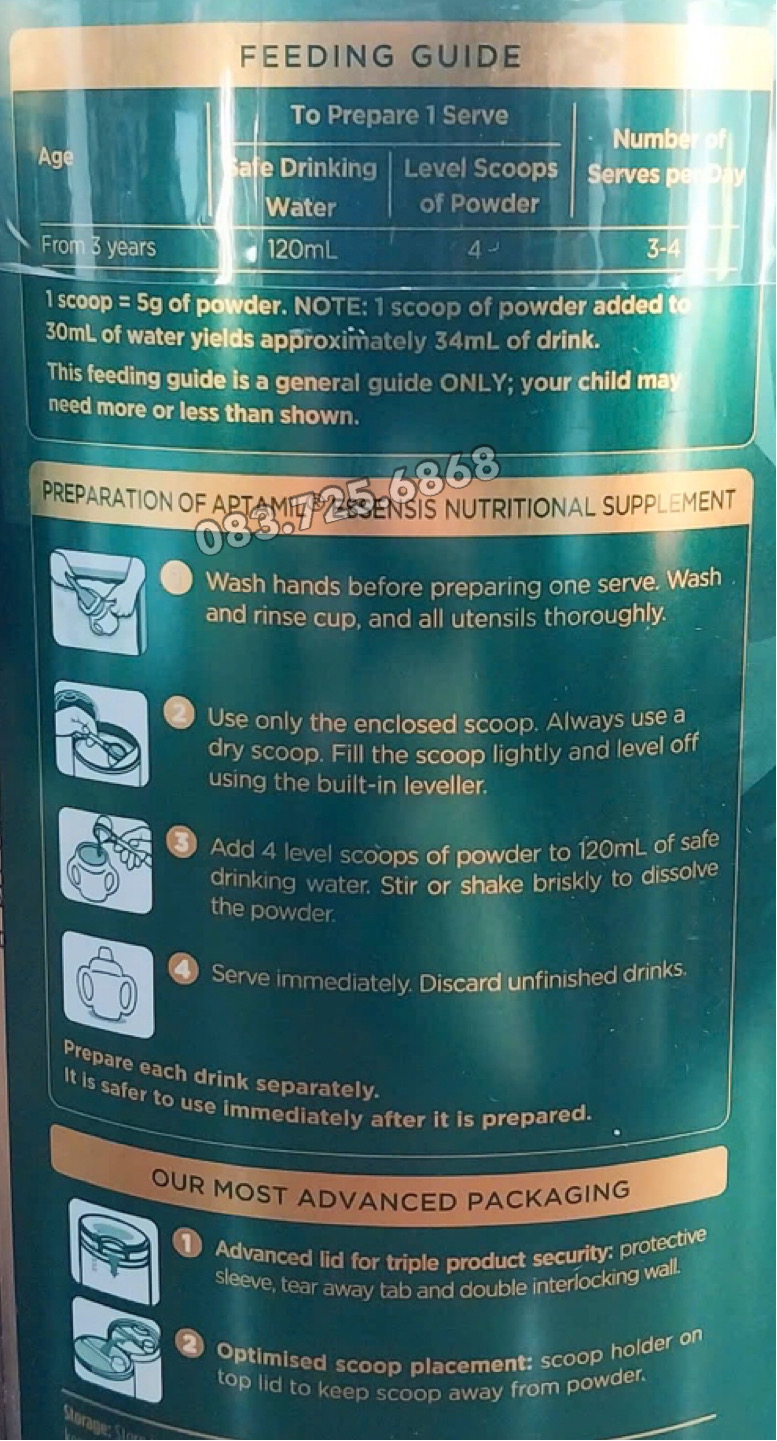 FEEDING GUIDE
To Prepare 1 Serve
Age
Safe Drinking
Water
Level Scoops
of Powder
Number of
Serves per Day
From 3 years
120mL
4
3-4
1 scoop = 5g of powder. NOTE: 1 scoop of powder added to
30mL of water yields approximately 34mL of drink.
This feeding guide is a general guide ONLY; your child may
need more or less than shown.
PREPARATION OF APTAMIL® ESSENSIS NUTRITIONAL SUPPLEMENT
083.725.6868
1 Wash hands before preparing one serve. Wash
and rinse cup, and all utensils thoroughly.
2 Use only the enclosed scoop. Always use a
dry scoop. Fill the scoop lightly and level off
using the built-in leveller.
3 Add 4 level scoops of powder to 120mL of safe
drinking water. Stir or shake briskly to dissolve
the powder.
4 Serve immediately. Discard unfinished drinks.
Prepare each drink separately.
It is safer to use immediately after it is prepared.
OUR MOST ADVANCED PACKAGING
1 Advanced lid for triple product security: protective
sleeve, tear away tab and double interlocking wall.
2 Optimised scoop placement: scoop holder on
top lid to keep scoop away from powder.
Storage: Store